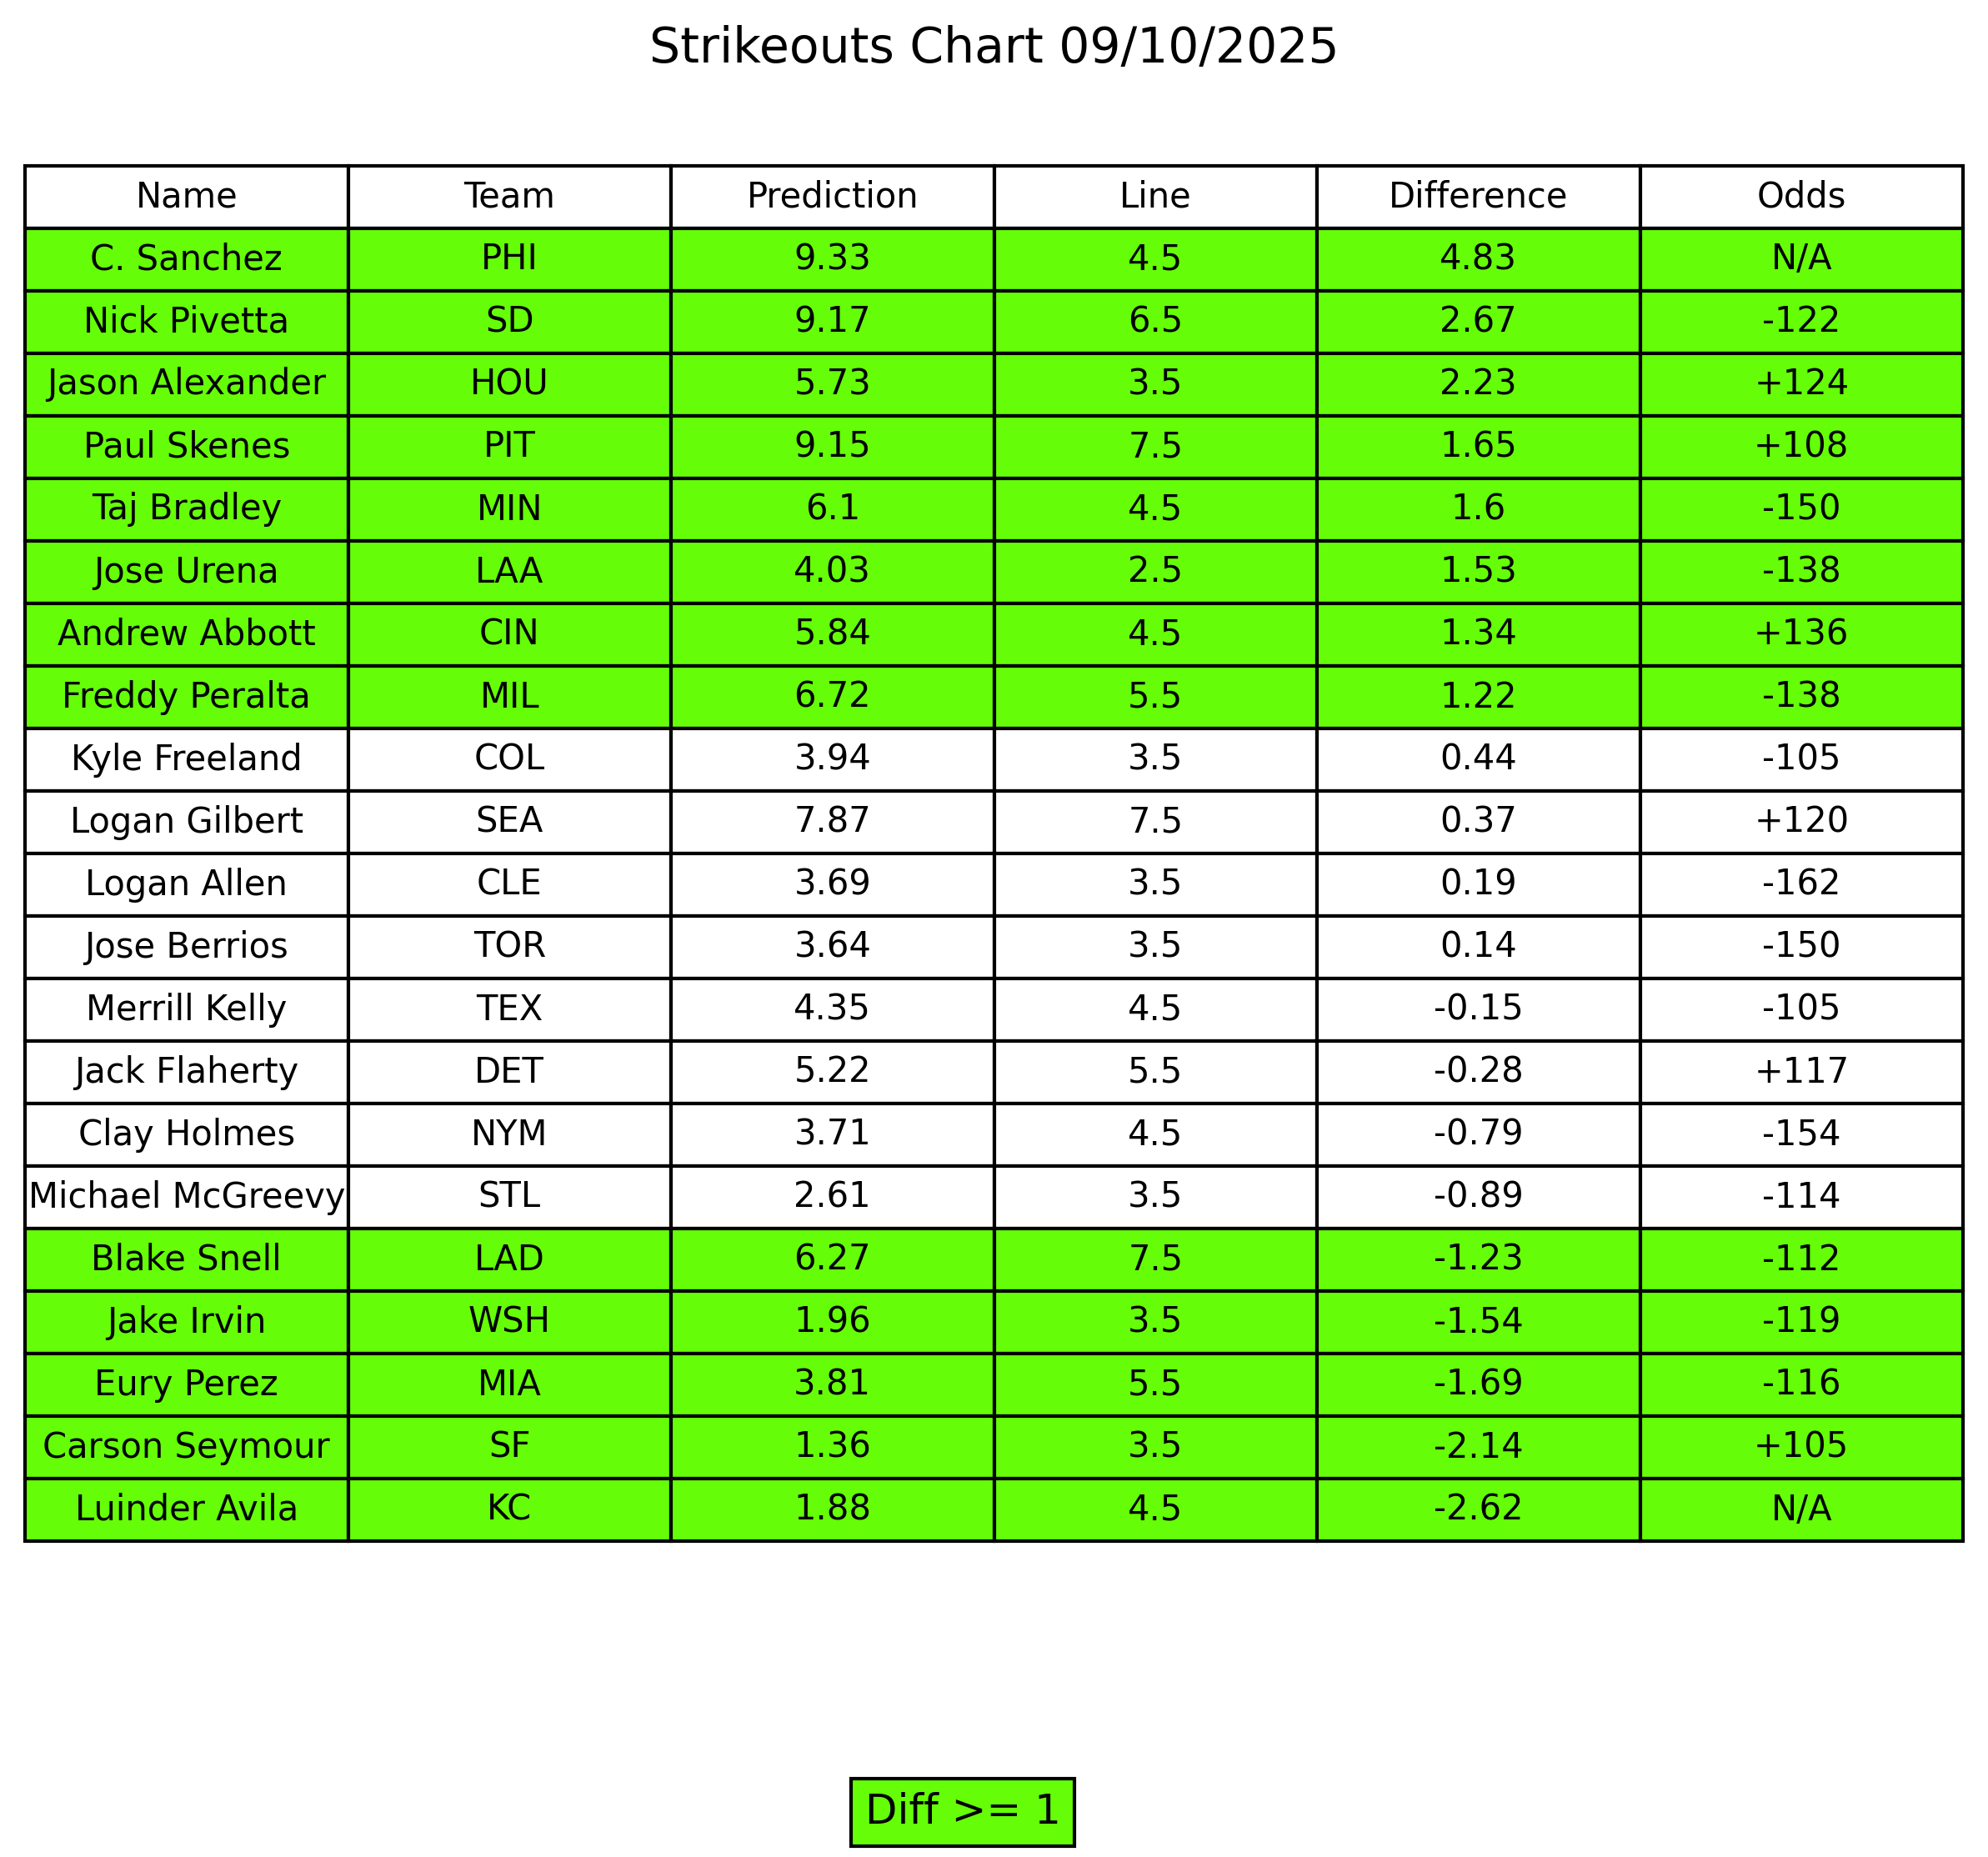 Strikeouts Chart 09/10/2025
Name Team Prediction Line Difference Odds
C. Sanchez PHI 9.33 4.5 4.83 N/A
Nick Pivetta SD 9.17 6.5 2.67 -122
Jason Alexander HOU 5.73 3.5 2.23 +124
Paul Skenes PIT 9.15 7.5 1.65 +108
Taj Bradley MIN 6.1 4.5 1.6 -150
Jose Urena LAA 4.03 2.5 1.53 -138
Andrew Abbott CIN 5.84 4.5 1.34 +136
Freddy Peralta MIL 6.72 5.5 1.22 -138
Kyle Freeland COL 3.94 3.5 0.44 -105
Logan Gilbert SEA 7.87 7.5 0.37 +120
Logan Allen CLE 3.69 3.5 0.19 -162
Jose Berrios TOR 3.64 3.5 0.14 -150
Merrill Kelly TEX 4.35 4.5 -0.15 -105
Jack Flaherty DET 5.22 5.5 -0.28 +117
Clay Holmes NYM 3.71 4.5 -0.79 -154
Michael McGreevy STL 2.61 3.5 -0.89 -114
Blake Snell LAD 6.27 7.5 -1.23 -112
Jake Irvin WSH 1.96 3.5 -1.54 -119
Eury Perez MIA 3.81 5.5 -1.69 -116
Carson Seymour SF 1.36 3.5 -2.14 +105
Luinder Avila KC 1.88 4.5 -2.62 N/A
Diff >= 1